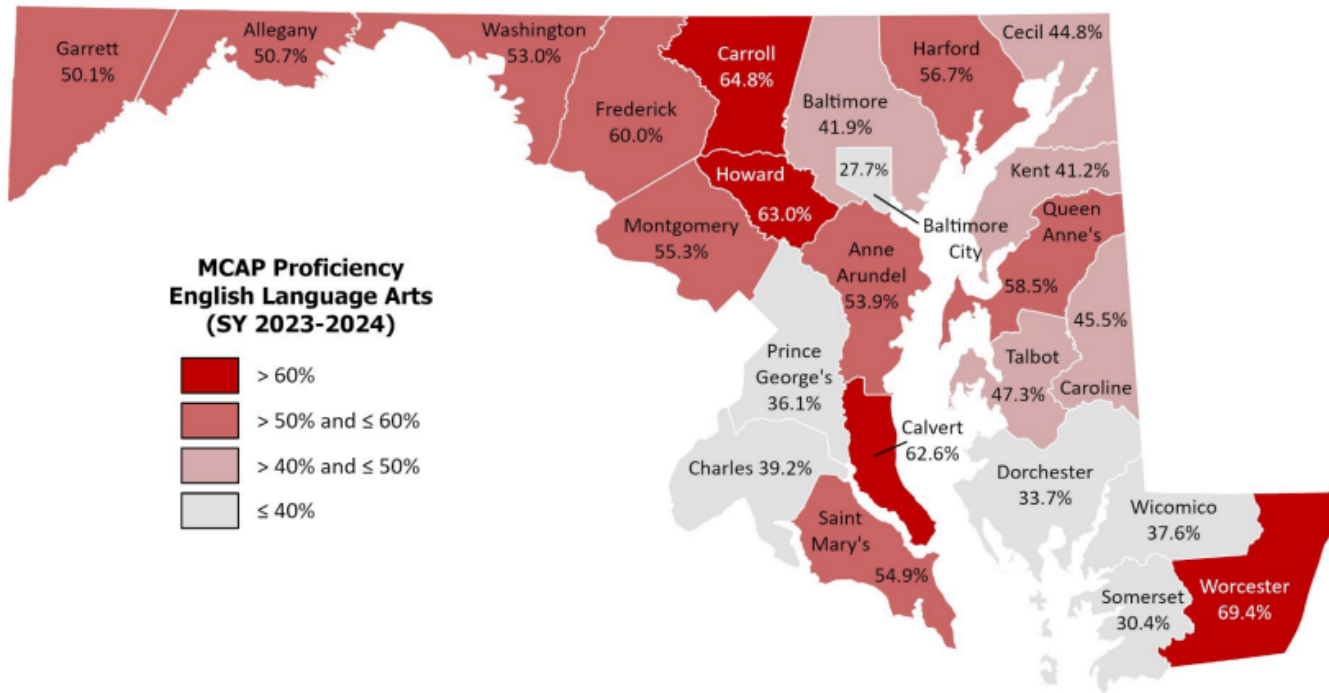 Garrett
50.1%
Allegany
50.7%
Washington
53.0%
Frederick
60.0%
Carroll
64.8%
Baltimore
41.9%
Harford
56.7%
Cecil 44.8%
Howard
63.0%
27.7%
Baltimore
City
Kent 41.2%
Queen
Anne's
58.5%
Montgomery
55.3%
Anne
Arundel
53.9%
45.5%
Caroline
Talbot
47.3%
Prince
George's
36.1%
Calvert
62.6%
Charles 39.2%
Saint
Mary's
54.9%
Dorchester
33.7%
Wicomico
37.6%
Somerset
30.4%
Worcester
69.4%
MCAP Proficiency
English Language Arts
(SY 2023-2024)
> 60%
> 50% and ≤ 60%
> 40% and ≤ 50%
≤ 40%